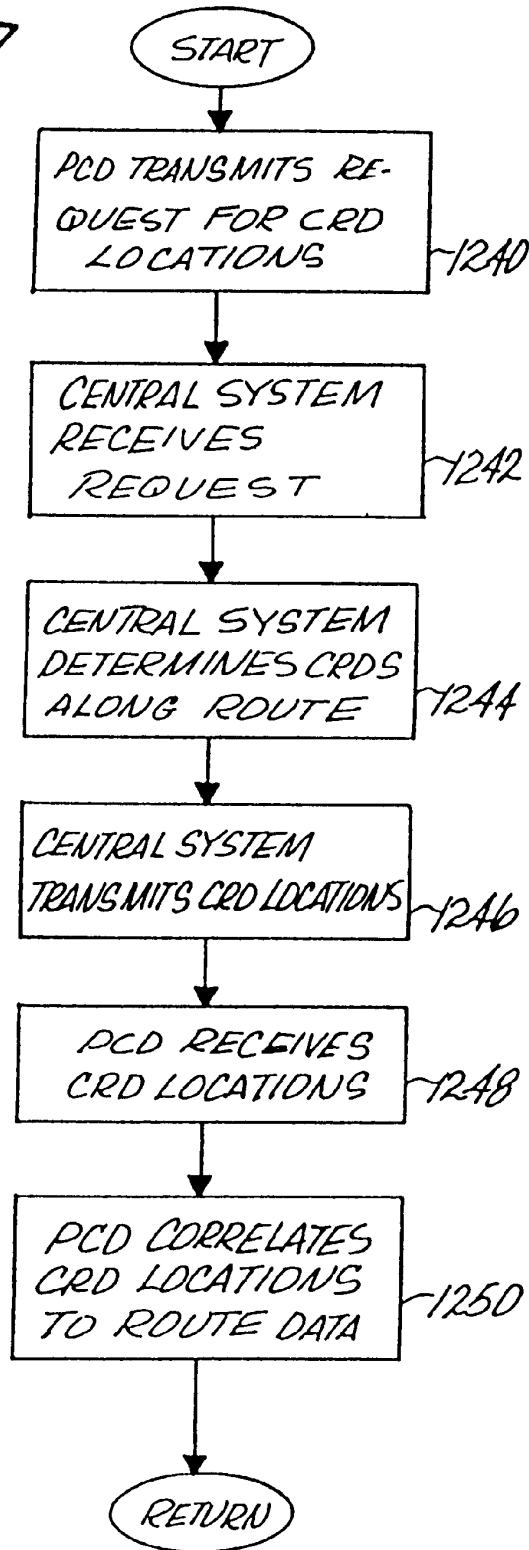 START
PCD TRANSMITS RE-
QUEST FOR CRD
LOCATIONS
1240
CENTRAL SYSTEM
RECEIVES
REQUEST
1242
CENTRAL SYSTEM
DETERMINES CRDS
ALONG ROUTE
1244
CENTRAL SYSTEM
TRANSMITS CRD LOCATIONS
1246
PCD RECEIVES
CRD LOCATIONS
1248
PCD CORRELATES
CRD LOCATIONS
TO ROUTE DATA
1250
RETURN